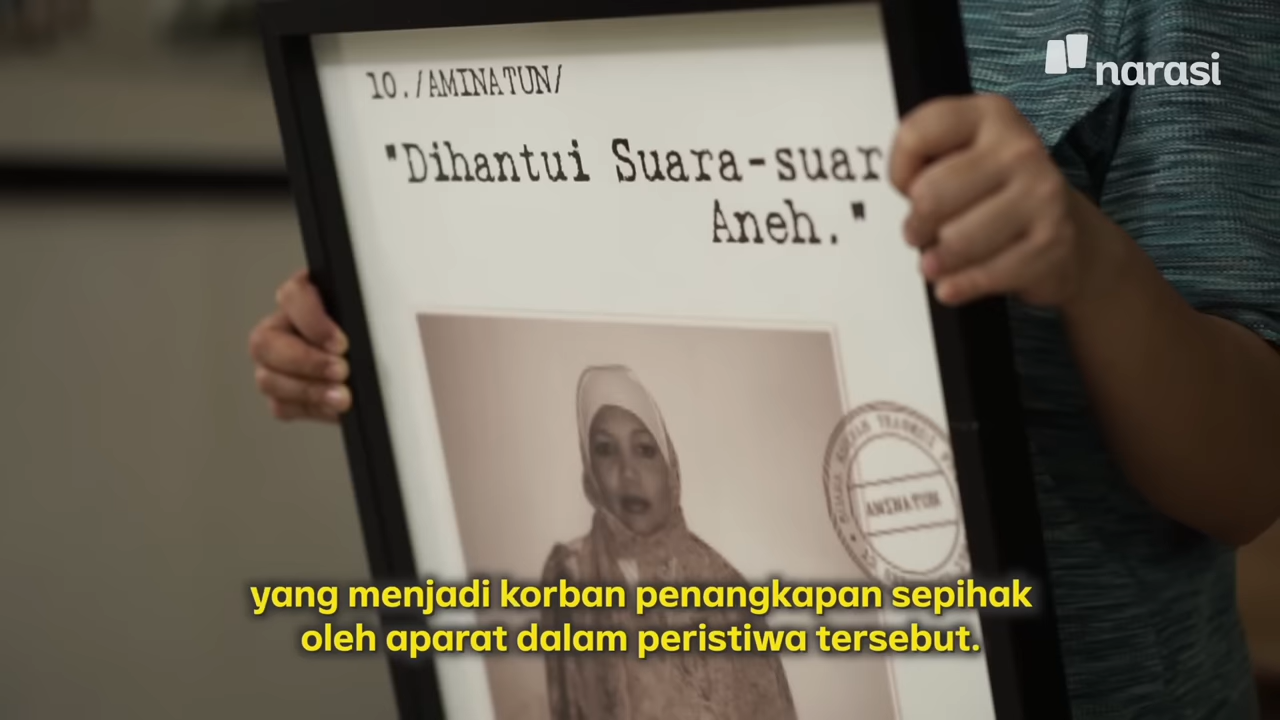 narasi
10./AMINATUN/
"Dihantui Suara-suar
Aneh."
AMINATUN
yang menjadi korban penangkapan sepihak
oleh aparat dalam peristiwa tersebut.